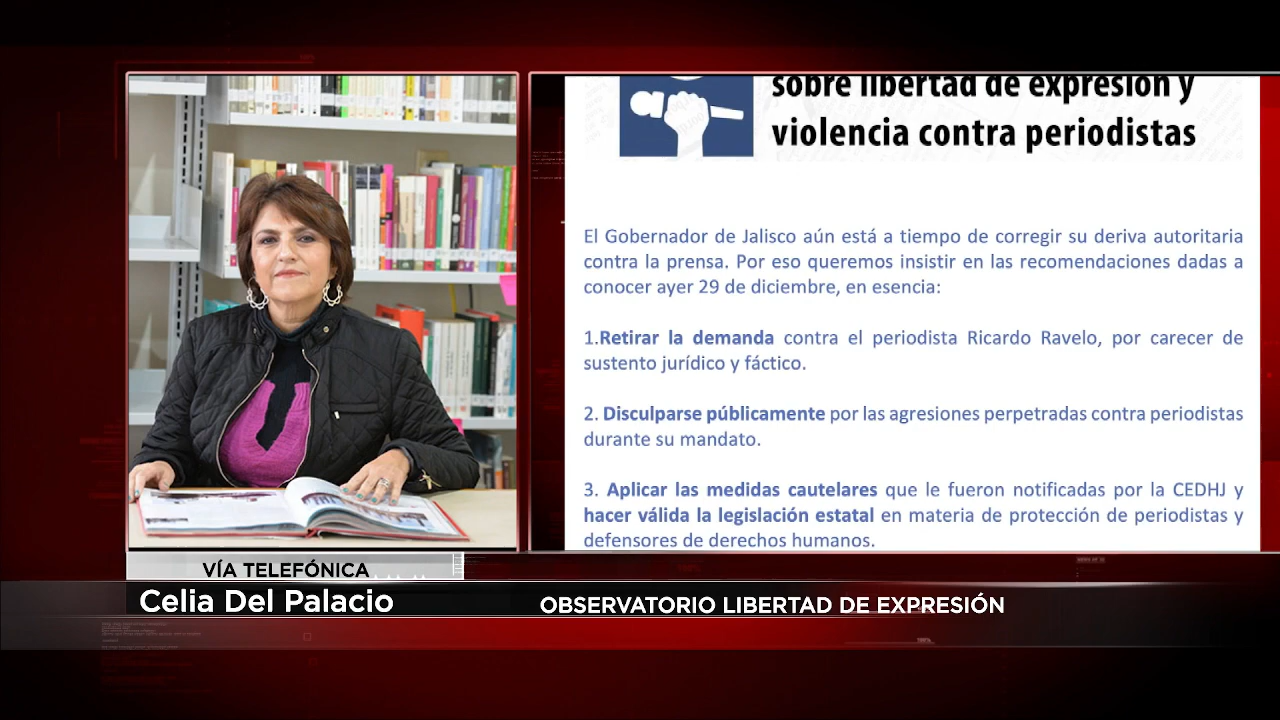 sobre libertad de expresión y
violencia contra periodistas
El Gobernador de Jalisco aún está a tiempo de corregir su deriva autoritaria
contra la prensa. Por eso queremos insistir en las recomendaciones dadas a
conocer ayer 29 de diciembre, en esencia:
1.Retirar la demanda contra el periodista Ricardo Ravelo, por carecer de
sustento jurídico y fáctico.
2. Disculparse públicamente por las agresiones perpetradas contra periodistas
durante su mandato.
3. Aplicar las medidas cautelares que le fueron notificadas por la CEDHJ y
hacer válida la legislación estatal en materia de protección de periodistas y
defensores de derechos humanos.
VÍA TELEFÓNICA
Celia Del Palacio
OBSERVATORIO LIBERTAD DE EXPRESIÓN